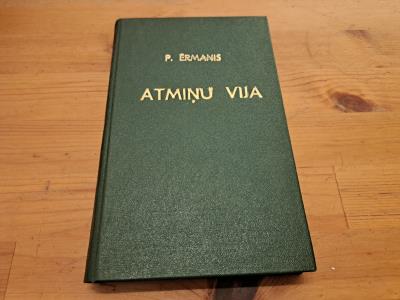 P. ĒRMANIS
ATMIŅU VIJA